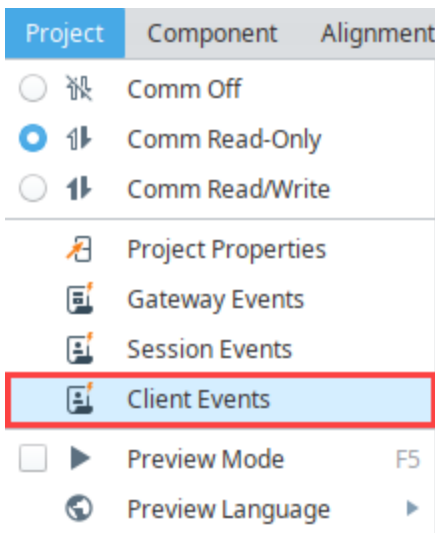 Project Component Alignment
Comm Off
Comm Read-Only
Comm Read/Write
Project Properties
Gateway Events
Session Events
Client Events
Preview Mode F5
Preview Language